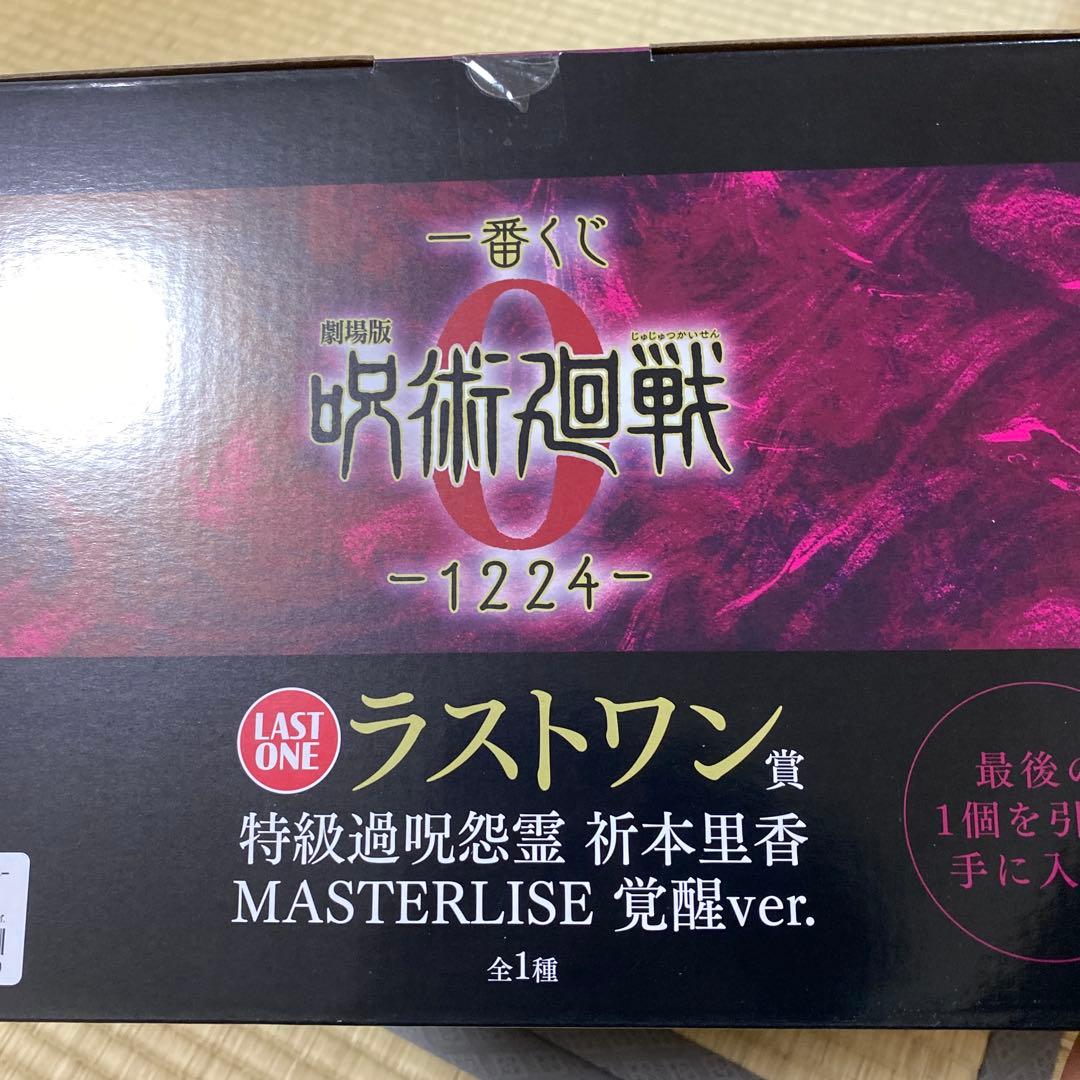 一番くじ
劇場版
じゅじゅつかいせん
呪術廻戦
0
-1224-
LAST
ONE
ラストワン賞
特級過呪怨霊 祈本里香
MASTERLISE 覚醒ver.
全1種
最後の
1個を引
手に入